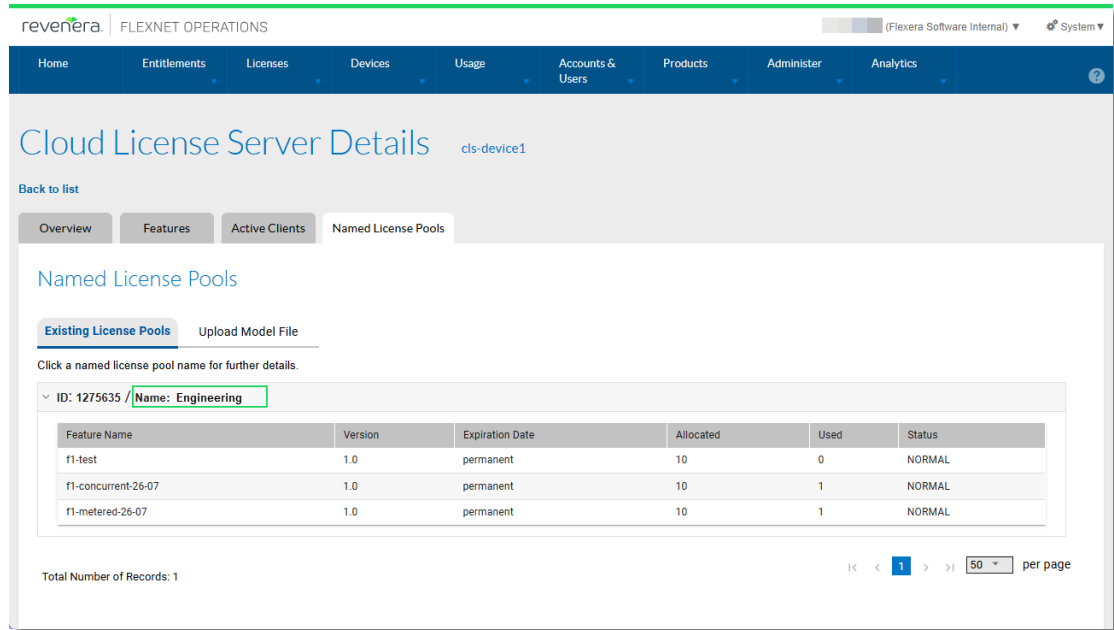 revenera. FLEXNET OPERATIONS (Flexera Software Internal) ▼ System ▼
Home Entitlements Licenses Devices Usage Accounts & Users Products Administer Analytics ?
Cloud License Server Details cls-device1
Back to list
Overview Features Active Clients Named License Pools
Named License Pools
Existing License Pools Upload Model File
Click a named license pool name for further details.
ID: 1275635 / Name: Engineering
Feature Name Version Expiration Date Allocated Used Status
f1-test 1.0 permanent 10 0 NORMAL
f1-concurrent-26-07 1.0 permanent 10 1 NORMAL
f1-metered-26-07 1.0 permanent 10 1 NORMAL
Total Number of Records: 1 1 50 per page